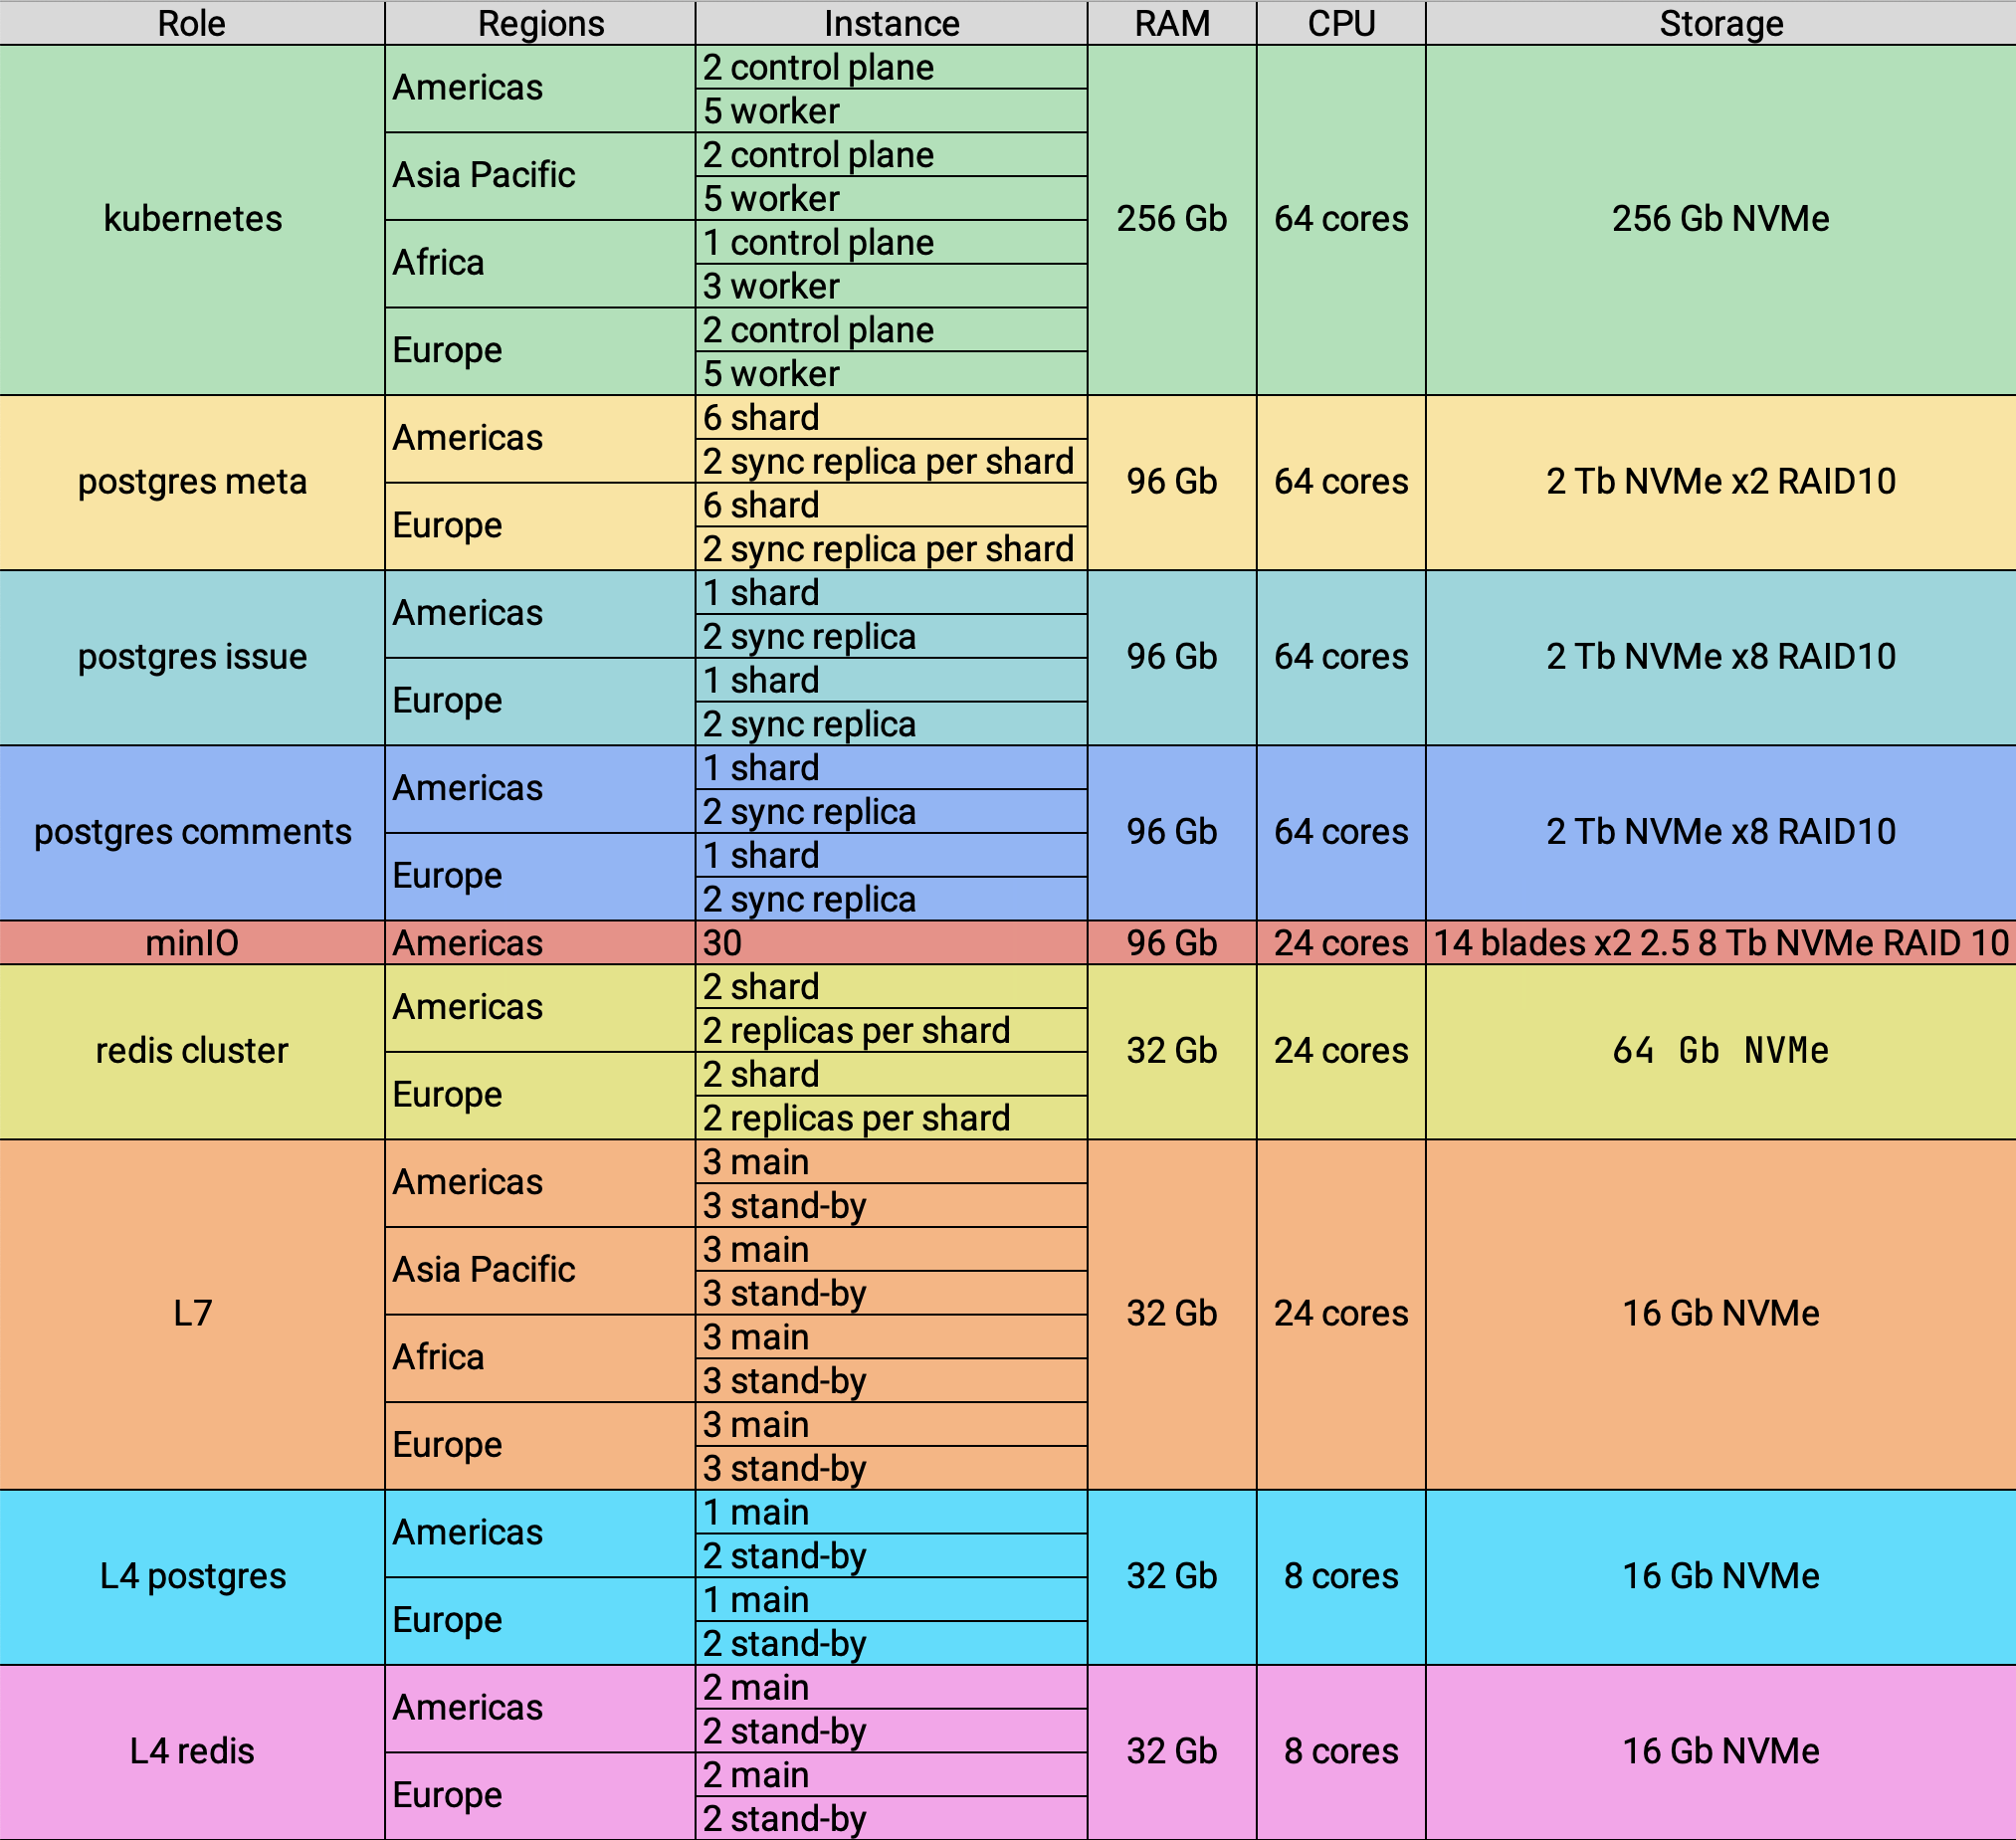 Role Regions Instance RAM CPU Storage
kubernetes Americas 2 control plane 256 Gb 64 cores 256 Gb NVMe
5 worker
Asia Pacific 2 control plane
5 worker
Africa 1 control plane
3 worker
Europe 2 control plane
5 worker
postgres meta Americas 6 shard 96 Gb 64 cores 2 Tb NVMe x2 RAID10
2 sync replica per shard
Europe 6 shard
2 sync replica per shard
postgres issue Americas 1 shard 96 Gb 64 cores 2 Tb NVMe x8 RAID10
2 sync replica
Europe 1 shard
2 sync replica
postgres comments Americas 1 shard 96 Gb 64 cores 2 Tb NVMe x8 RAID10
2 sync replica
Europe 1 shard
2 sync replica
minIO Americas 30 96 Gb 24 cores 14 blades x2 2.5 8 Tb NVMe RAID 10
redis cluster Americas 2 shard 32 Gb 24 cores 64 Gb NVMe
2 replicas per shard
Europe 2 shard
2 replicas per shard
L7 Americas 3 main 32 Gb 24 cores 16 Gb NVMe
3 stand-by
Asia Pacific 3 main
3 stand-by
Africa 3 main
3 stand-by
Europe 3 main
3 stand-by
L4 postgres Americas 1 main 32 Gb 8 cores 16 Gb NVMe
2 stand-by
Europe 1 main
2 stand-by
L4 redis Americas 2 main 32 Gb 8 cores 16 Gb NVMe
2 stand-by
Europe 2 main
2 stand-by